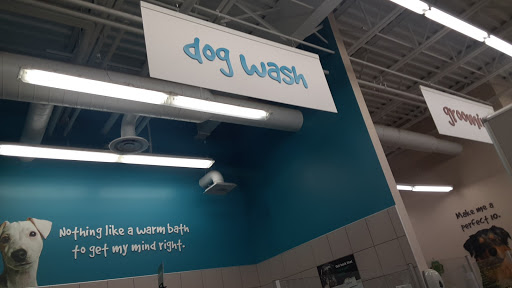 dog wash
Nothing like a warm bath
to get my mind right.
Make me a
perfect 10.